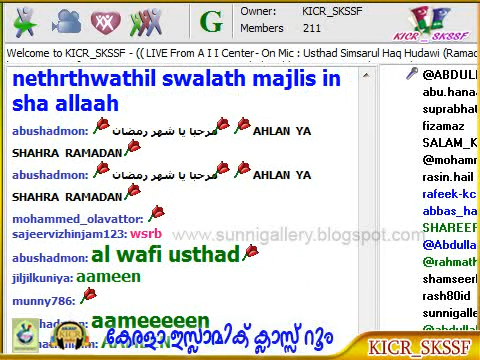 Owner: KICR_SKSSF
Members 211
G
KICR_SKSSF
Welcome to KICR_SKSSF - (( LIVE From A I I Center- On Mic : Usthad Simsarul Haq Hudawi (Ramad
nethrthwathil swalath majlis in
sha allaah
abushadmon: مرحبا يا شهر رمضان AHLAN YA
SHAHRA RAMADAN
abushadmon: مرحبا يا شهر رمضان AHLAN YA
SHAHRA RAMADAN
mohammed_olavattor:
sajeervizhinjam123: wsrb
www.sunnigallery.blogspot.com
abushadmon: al wafi usthad
jiljilkuniya: aameen
munny786:
aameeeeen
കേരളാ ഇസ്ലാമിക് ക്ലാസ്സ് റൂം
@ABDUL
abu.hana
suprabhat
fizamaz
SALAM_K
@mohamm
rasin.hail
rafeek-kc
abbas_ha
SHAREEF
@Abdulla
@rahmath
shamseer
rash80id
sunnigalle
@Abdulla
KICR_SKSSF